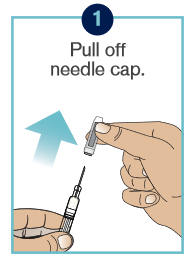 1
Pull off
needle cap.